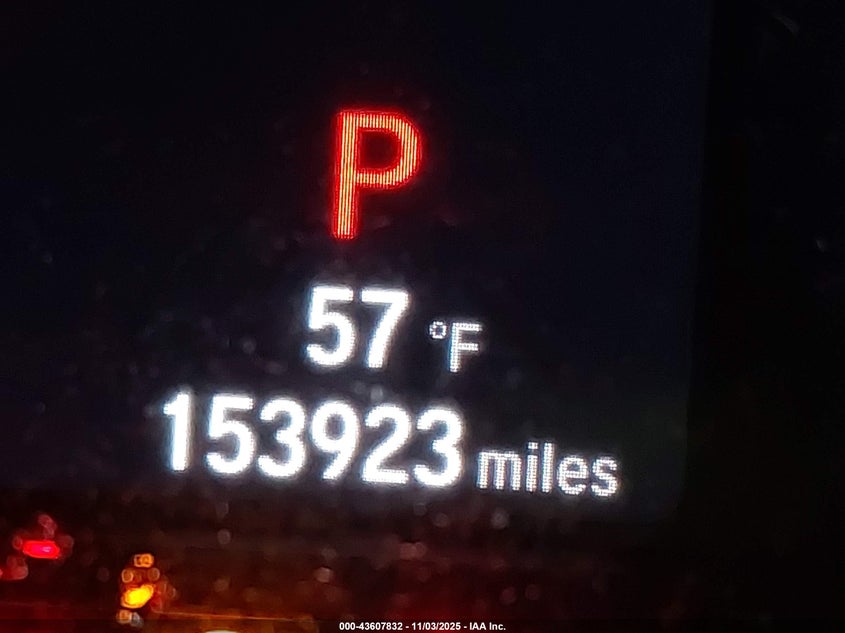 P
57 °F
153923 miles
000-43607832 - 11/03/2025 - IAA Inc.